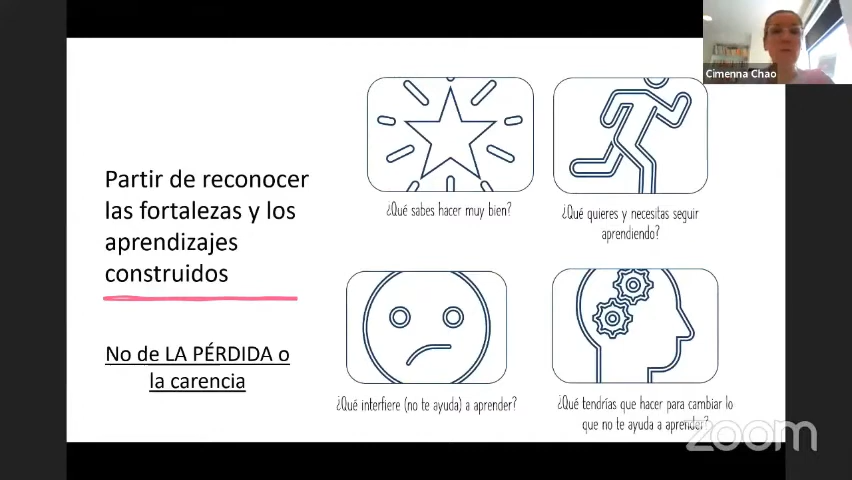 Cimenna Chao
Partir de reconocer
las fortalezas y los
aprendizajes
construidos
No de LA PÉRDIDA o
la carencia
¿Qué sabes hacer muy bien?
¿Qué quieres y necesitas seguir
aprendiendo?
¿Qué interfiere (no te ayuda) a aprender?
¿Qué tendrías que hacer para cambiar lo
que no te ayuda a aprender?
zoom